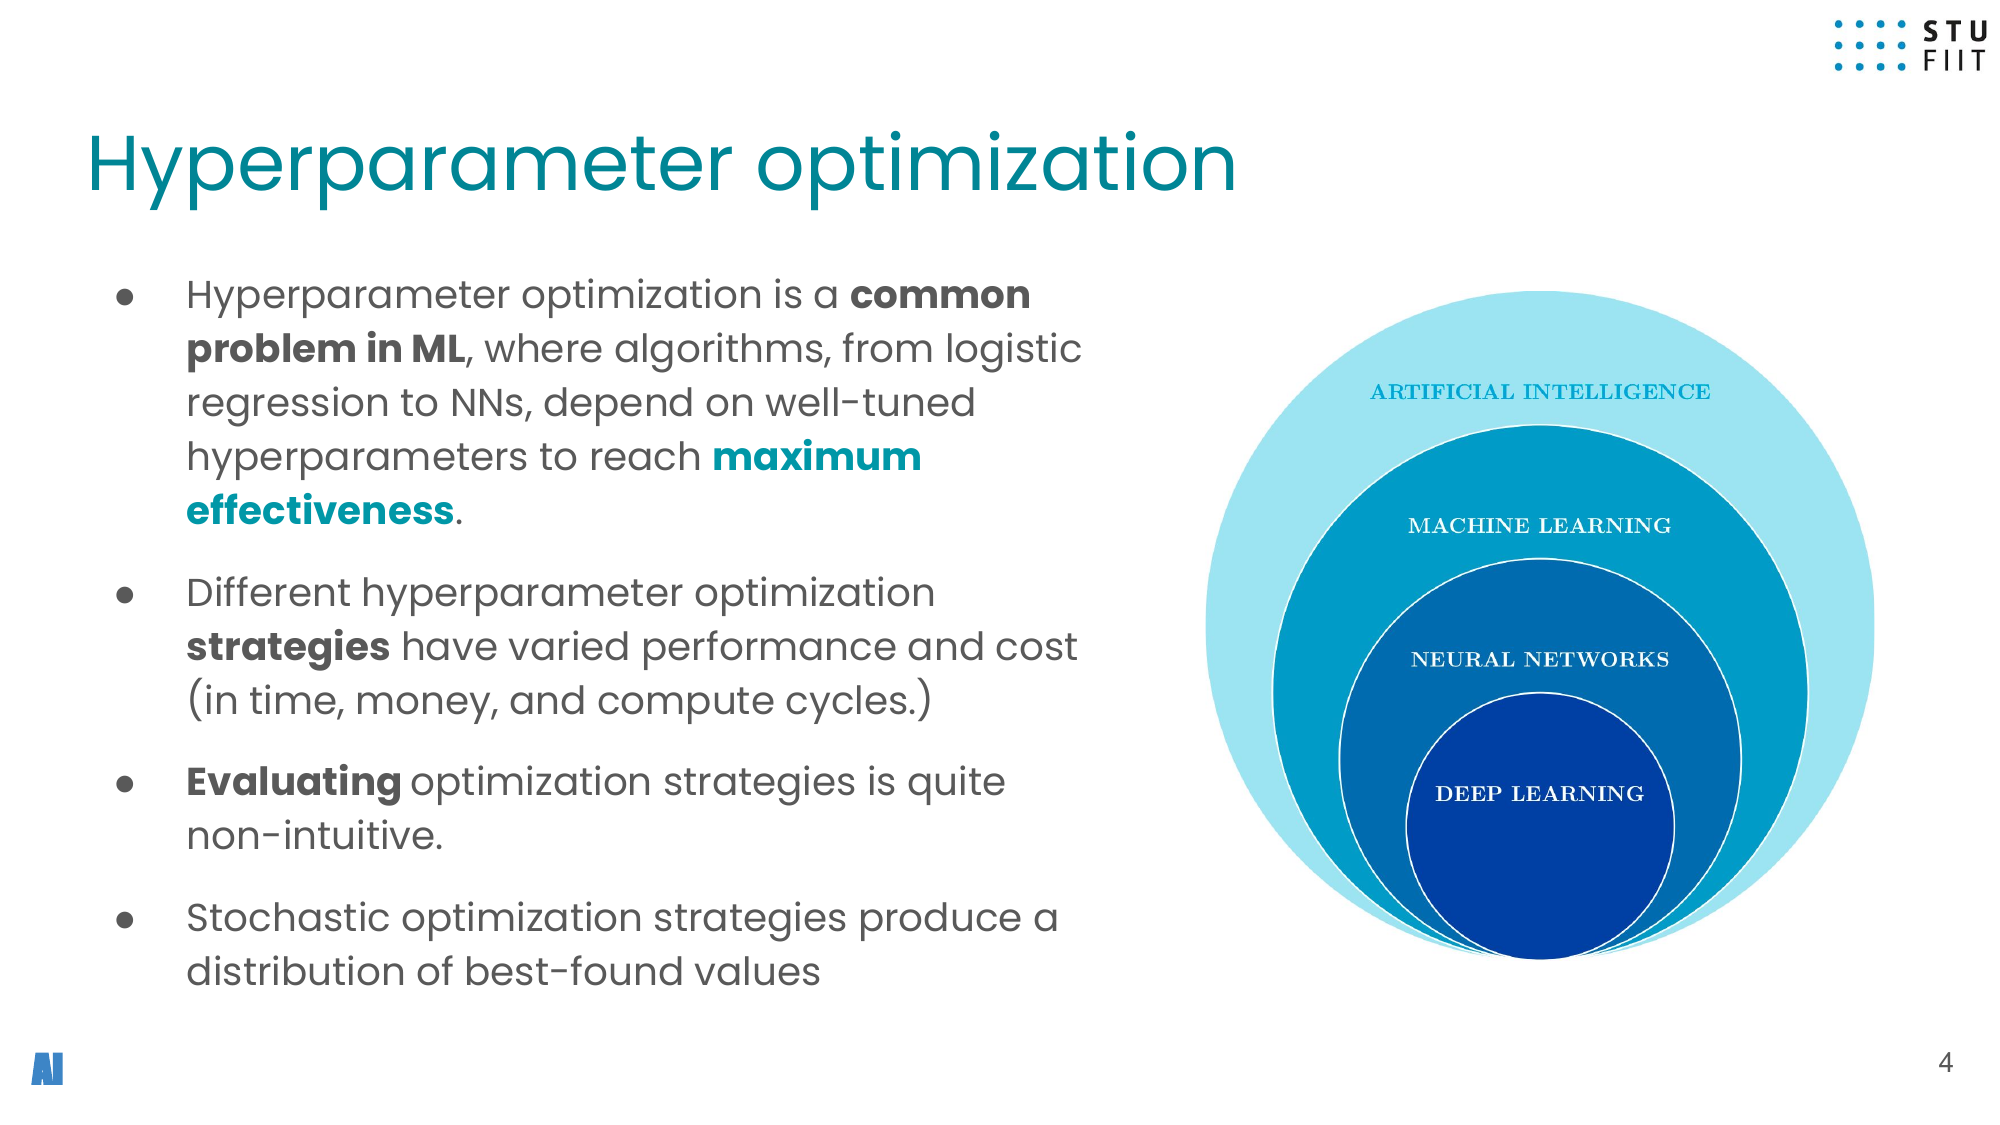 STU
FIIT
Hyperparameter optimization
● Hyperparameter optimization is a common
problem in ML, where algorithms, from logistic
regression to NNs, depend on well-tuned
hyperparameters to reach maximum
effectiveness.
● Different hyperparameter optimization
strategies have varied performance and cost
(in time, money, and compute cycles.)
● Evaluating optimization strategies is quite
non-intuitive.
● Stochastic optimization strategies produce a
distribution of best-found values
ARTIFICIAL INTELLIGENCE
MACHINE LEARNING
NEURAL NETWORKS
DEEP LEARNING
AI
4